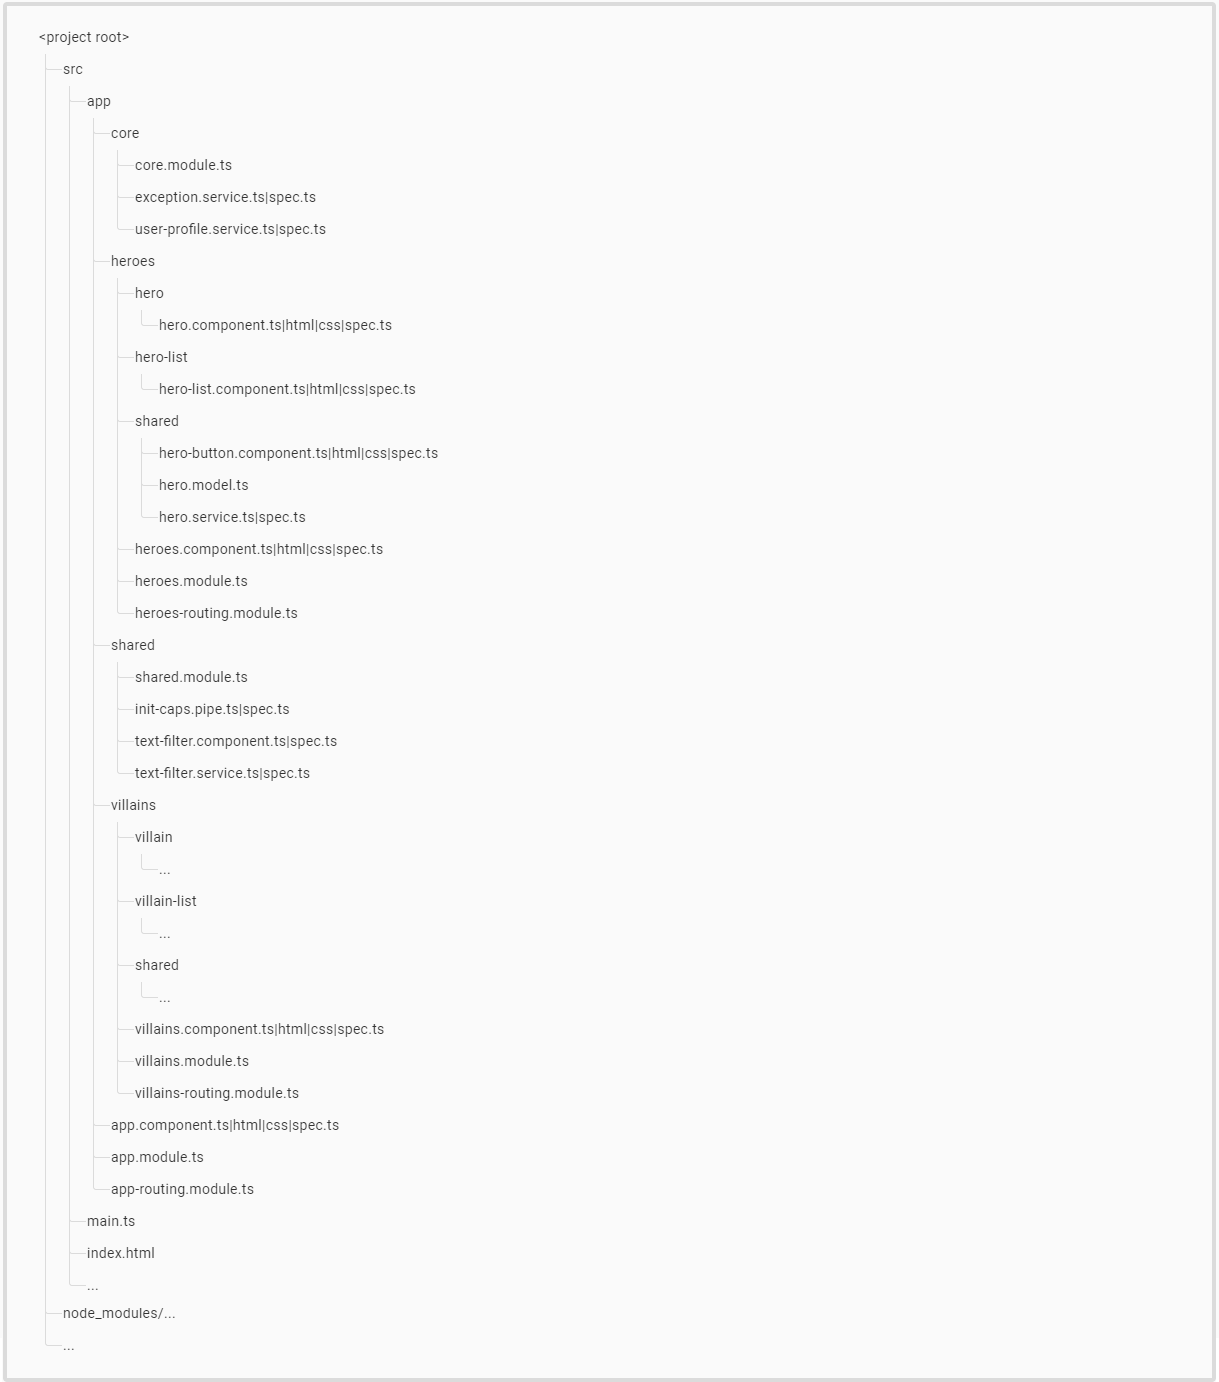 <project root>
src
app
core
core.module.ts
exception.service.ts|spec.ts
user-profile.service.ts|spec.ts
heroes
hero
hero.component.ts|html|css|spec.ts
hero-list
hero-list.component.ts|html|css|spec.ts
shared
hero-button.component.ts|html|css|spec.ts
hero.model.ts
hero.service.ts|spec.ts
heroes.component.ts|html|css|spec.ts
heroes.module.ts
heroes-routing.module.ts
shared
shared.module.ts
init-caps.pipe.ts|spec.ts
text-filter.component.ts|spec.ts
text-filter.service.ts|spec.ts
villains
villain
...
villain-list
...
shared
...
villains.component.ts|html|css|spec.ts
villains.module.ts
villains-routing.module.ts
app.component.ts|html|css|spec.ts
app.module.ts
app-routing.module.ts
main.ts
index.html
...
node_modules/...
...